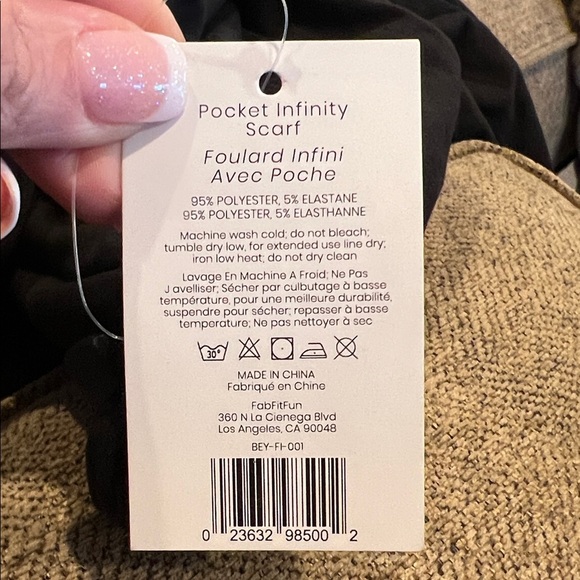 Pocket Infinity
Scarf
Foulard Infini
Avec Poche
95% POLYESTER, 5% ELASTANE
95% POLYESTER, 5% ELASTHANNE
Machine wash cold; do not bleach;
tumble dry low, for extended use line dry;
iron low heat; do not dry clean
Lavage En Machine A Froid; Ne Pas
J avelliser; Sécher par culbutage à basse
température, pour une meilleure durabilité,
suspendre pour sécher; repasser à basse
temperature; Ne pas nettoyer à sec
30°
MADE IN CHINA
Fabriqué en Chine
FabFitFun
360 N La Cienega Blvd
Los Angeles, CA 90048
BEY-FI-001
0 23632 98500 2